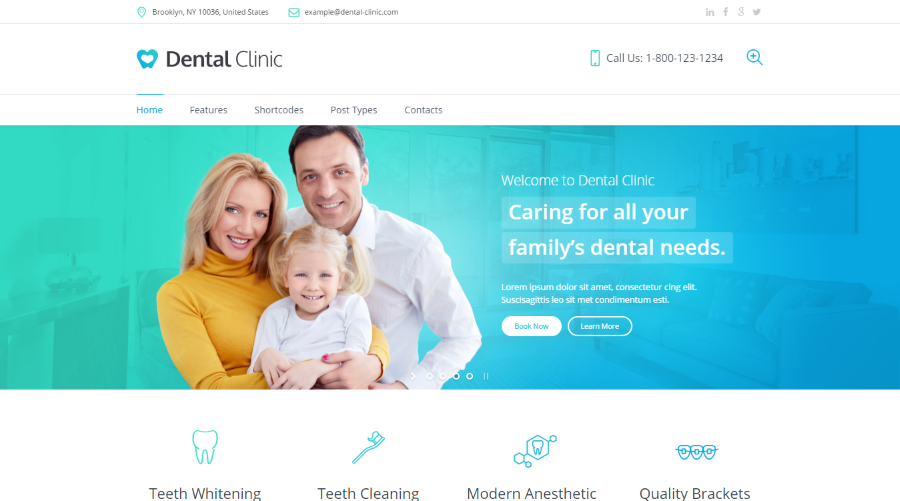 Brooklyn, NY 10036, United States
example@dental-clinic.com
Dental Clinic
Call Us: 1-800-123-1234
Home
Features
Shortcodes
Post Types
Contacts
Welcome to Dental Clinic
Caring for all your
family's dental needs.
Lorem ipsum dolor sit amet, consectetur cing elit.
Suscisagittis leo sit met condimentum esti.
Book Now
Learn More
Teeth Whitening
Teeth Cleaning
Modern Anesthetic
Quality Brackets